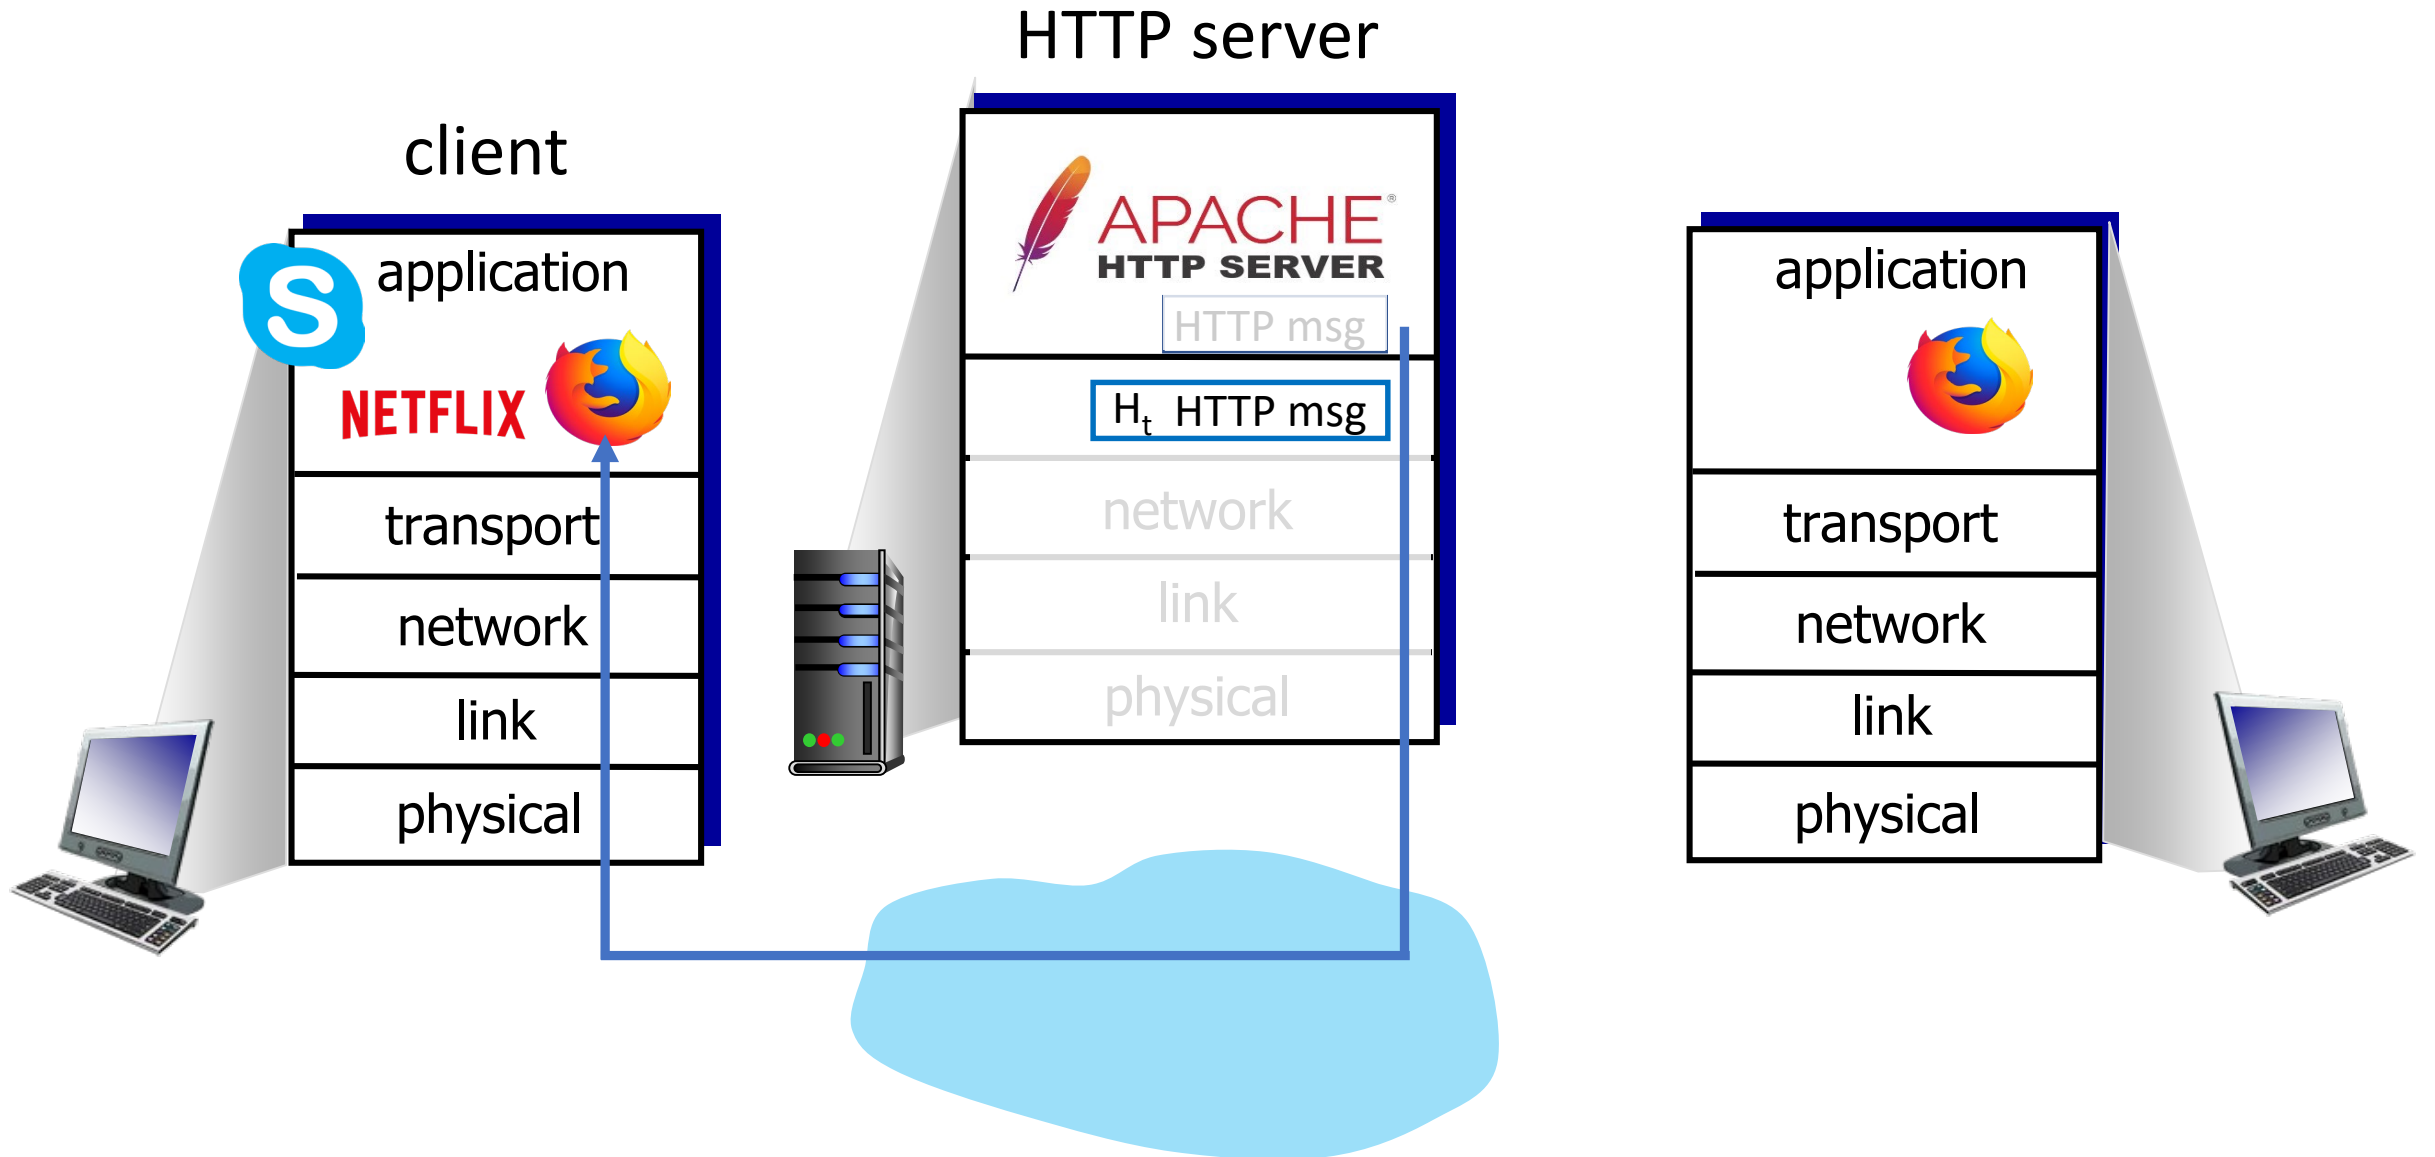 HTTP server
client
APACHE®
HTTP SERVER
HTTP msg
Ht HTTP msg
network
link
physical
S
application
NETFLIX
transport
network
link
physical
application
transport
network
link
physical